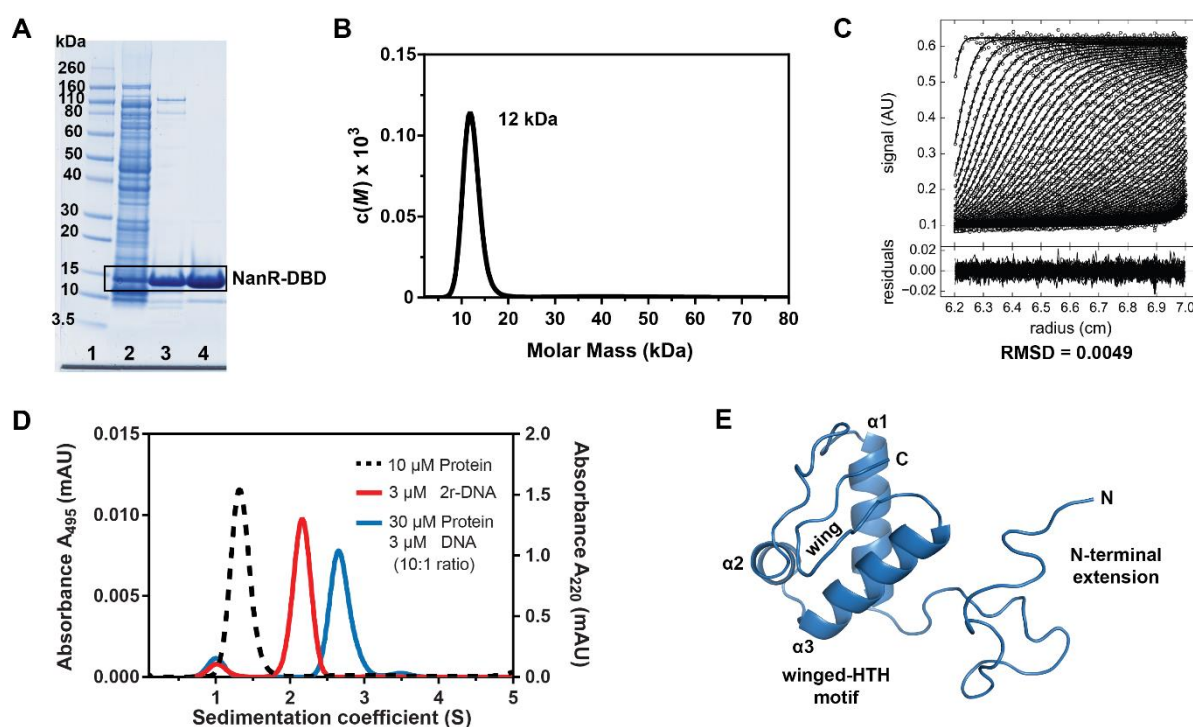 A
kDa
260
160
110
80
60
50
40
30
20
15
10
3.5
NanR-DBD
1 2 3 4
B
c(M) x 10³
0.15
0.10
0.05
0
12 kDa
10 20 30 40 50 60 70 80
Molar Mass (kDa)
C
signal (AU)
0.6
0.5
0.4
0.3
0.2
0.1
residuals
0.02
0.00
−0.02
6.2 6.3 6.4 6.5 6.6 6.7 6.8 6.9 7.0
radius (cm)
RMSD = 0.0049
D
Absorbance A₄₉₅ (mAU)
0.015
0.010
0.005
0.000
10 µM Protein
3 µM 2r-DNA
30 µM Protein
3 µM DNA
(10:1 ratio)
2.0
1.5
1.0
0.5
0.0
Absorbance A₂₂₀ (mAU)
1 2 3 4 5
Sedimentation coefficient (S)
E
α1
C
N
wing
α2
N-terminal
extension
α3
winged-HTH
motif